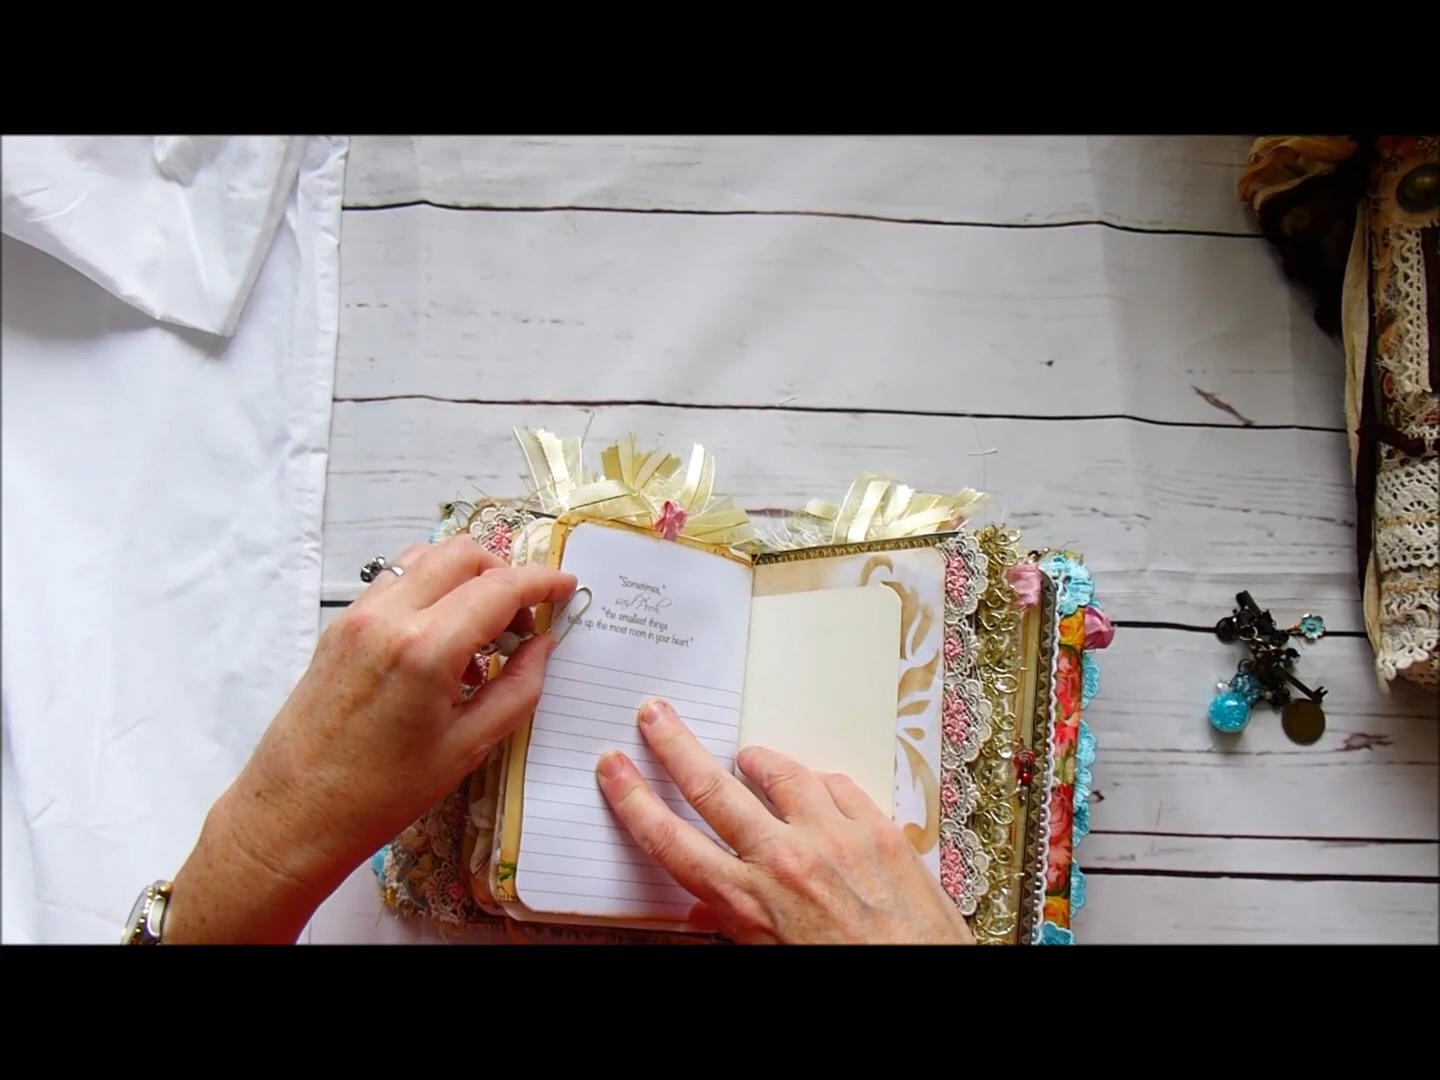 "Sometimes,"
said Pooh
"the smallest things
take up the most room in your heart"